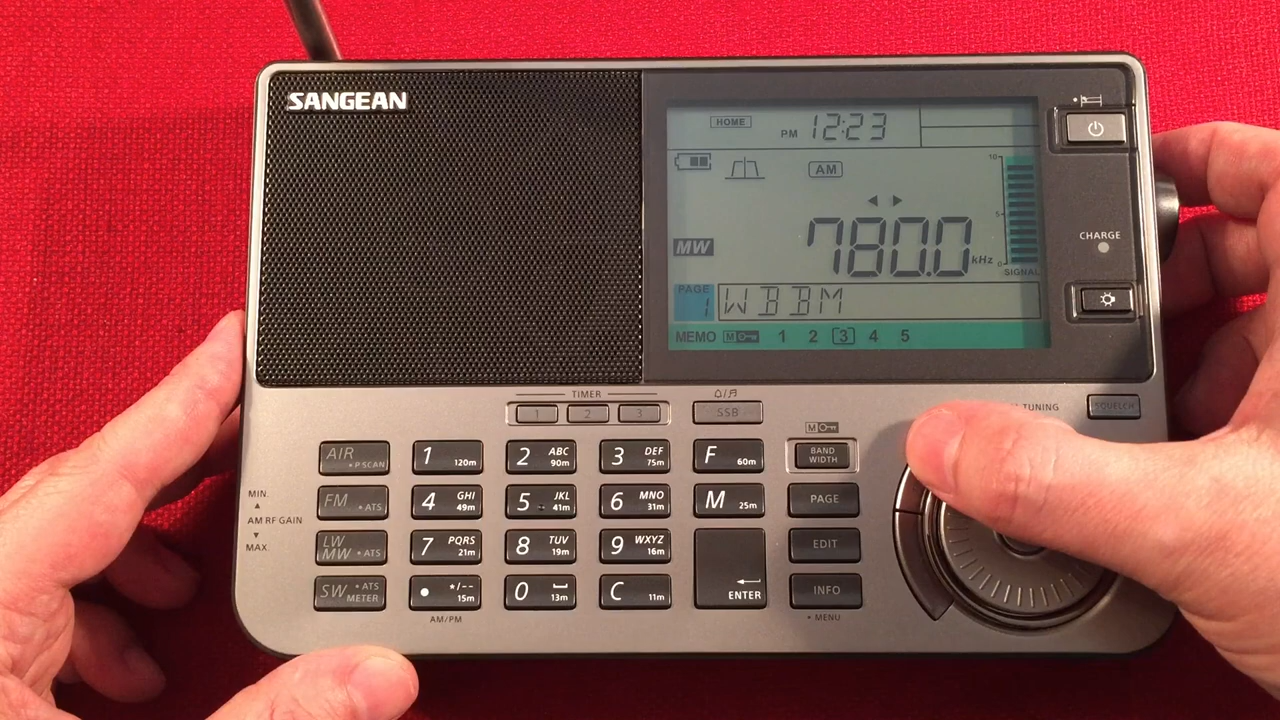 SANGEAN
HOME PM 12:23
AM
10
5
0
SIGNAL
MW 780.0 kHz
PAGE 1 WBBM
MEMO M 1 2 [3] 4 5
CHARGE
TIMER
1 2 3
SSB
TUNING
SQUELCH
AIR • P SCAN
1 120m
2 ABC 90m
3 DEF 75m
F 60m
M
BAND WIDTH
MIN.
AM RF GAIN
MAX.
FM • ATS
4 GHI 49m
5 JKL 41m
6 MNO 31m
M 25m
PAGE
LW MW • ATS
7 PQRS 21m
8 TUV 19m
9 WXYZ 16m
ENTER
EDIT
SW • ATS METER
• */-- 15m
0 13m
C 11m
INFO
AM/PM
• MENU